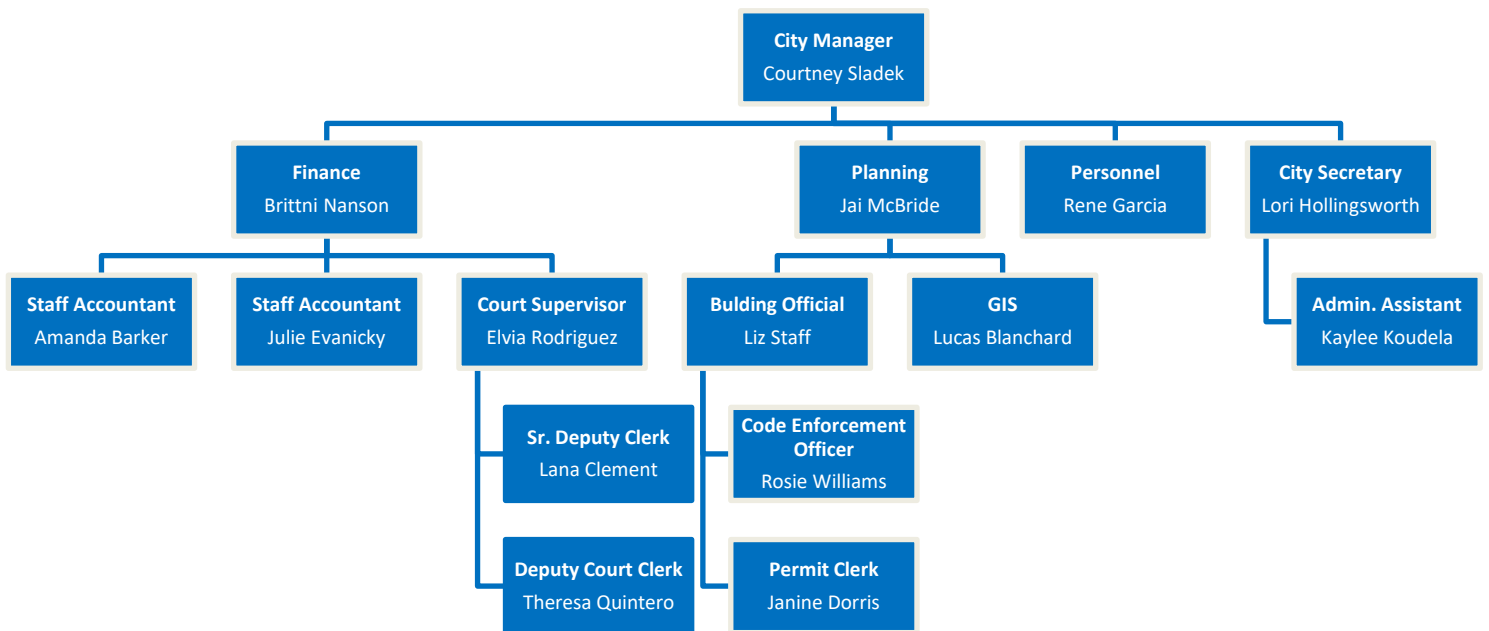 City Manager
Courtney Sladek
Finance
Brittni Nanson
Planning
Jai McBride
Personnel
Rene Garcia
City Secretary
Lori Hollingsworth
Staff Accountant
Amanda Barker
Staff Accountant
Julie Evanicky
Court Supervisor
Elvia Rodriguez
Bulding Official
Liz Staff
GIS
Lucas Blanchard
Admin. Assistant
Kaylee Koudela
Sr. Deputy Clerk
Lana Clement
Code Enforcement
Officer
Rosie Williams
Deputy Court Clerk
Theresa Quintero
Permit Clerk
Janine Dorris